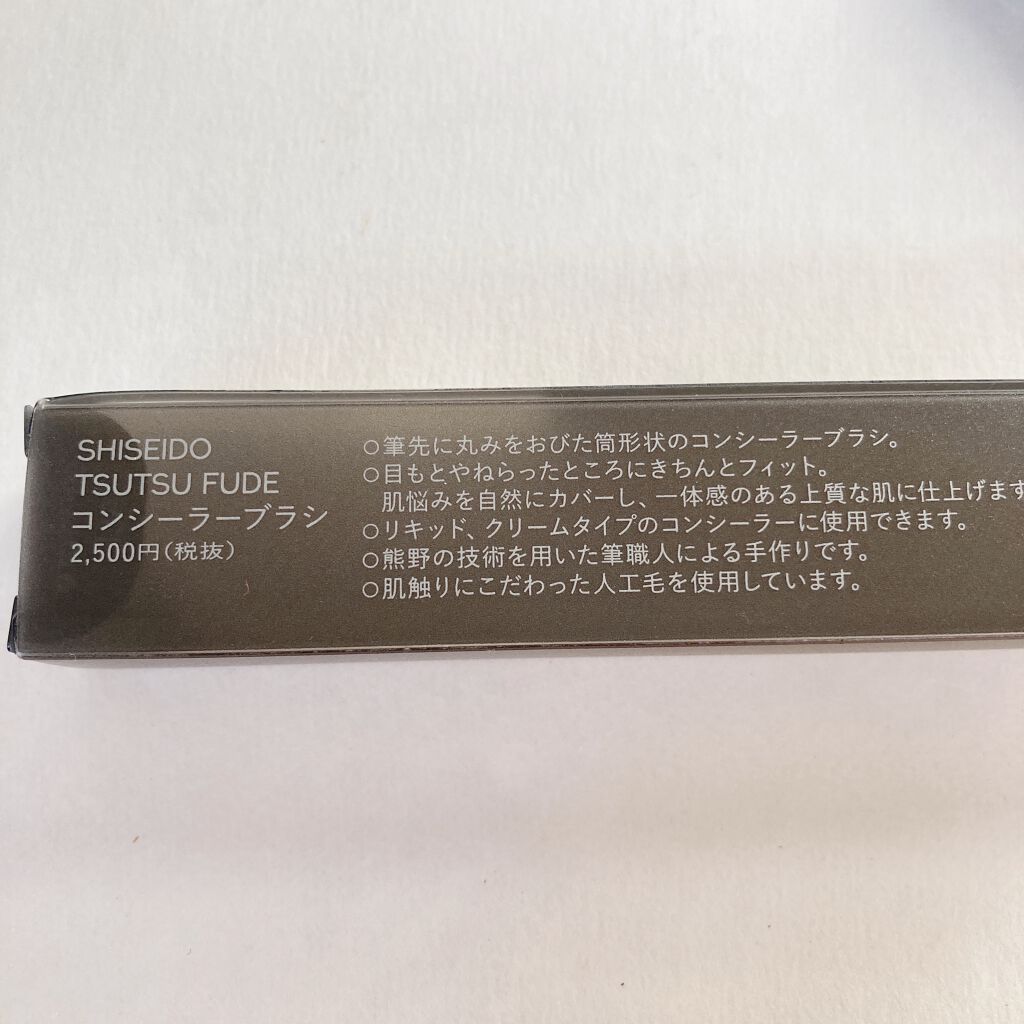 SHISEIDO
TSUTSU FUDE
コンシーラーブラシ
2,500円(税抜)
○筆先に丸みをおびた筒形状のコンシーラーブラシ。
○目もとやねらったところにきちんとフィット。
肌悩みを自然にカバーし、一体感のある上質な肌に仕上げます
○リキッド、クリームタイプのコンシーラーに使用できます。
○熊野の技術を用いた筆職人による手作りです。
○肌触りにこだわった人工毛を使用しています。